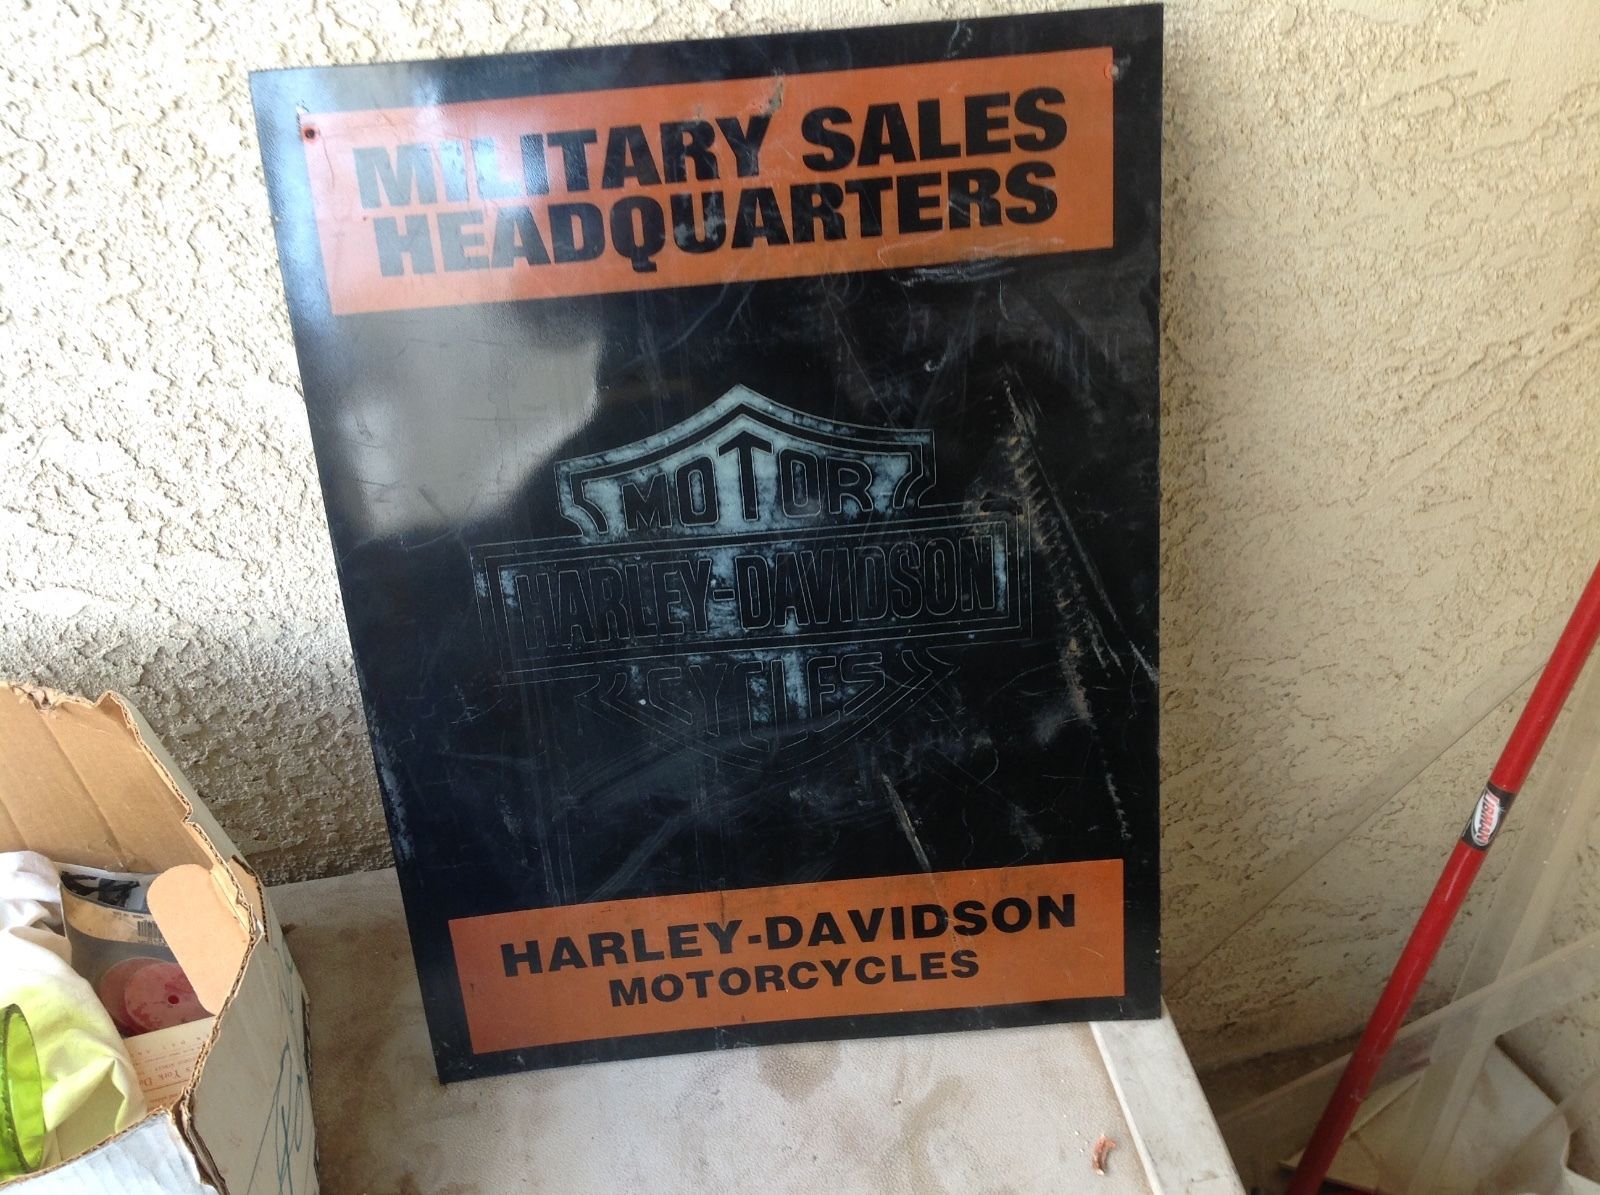 MILITARY SALES
HEADQUARTERS
MOTOR
HARLEY-DAVIDSON
CYCLES
HARLEY-DAVIDSON
MOTORCYCLES